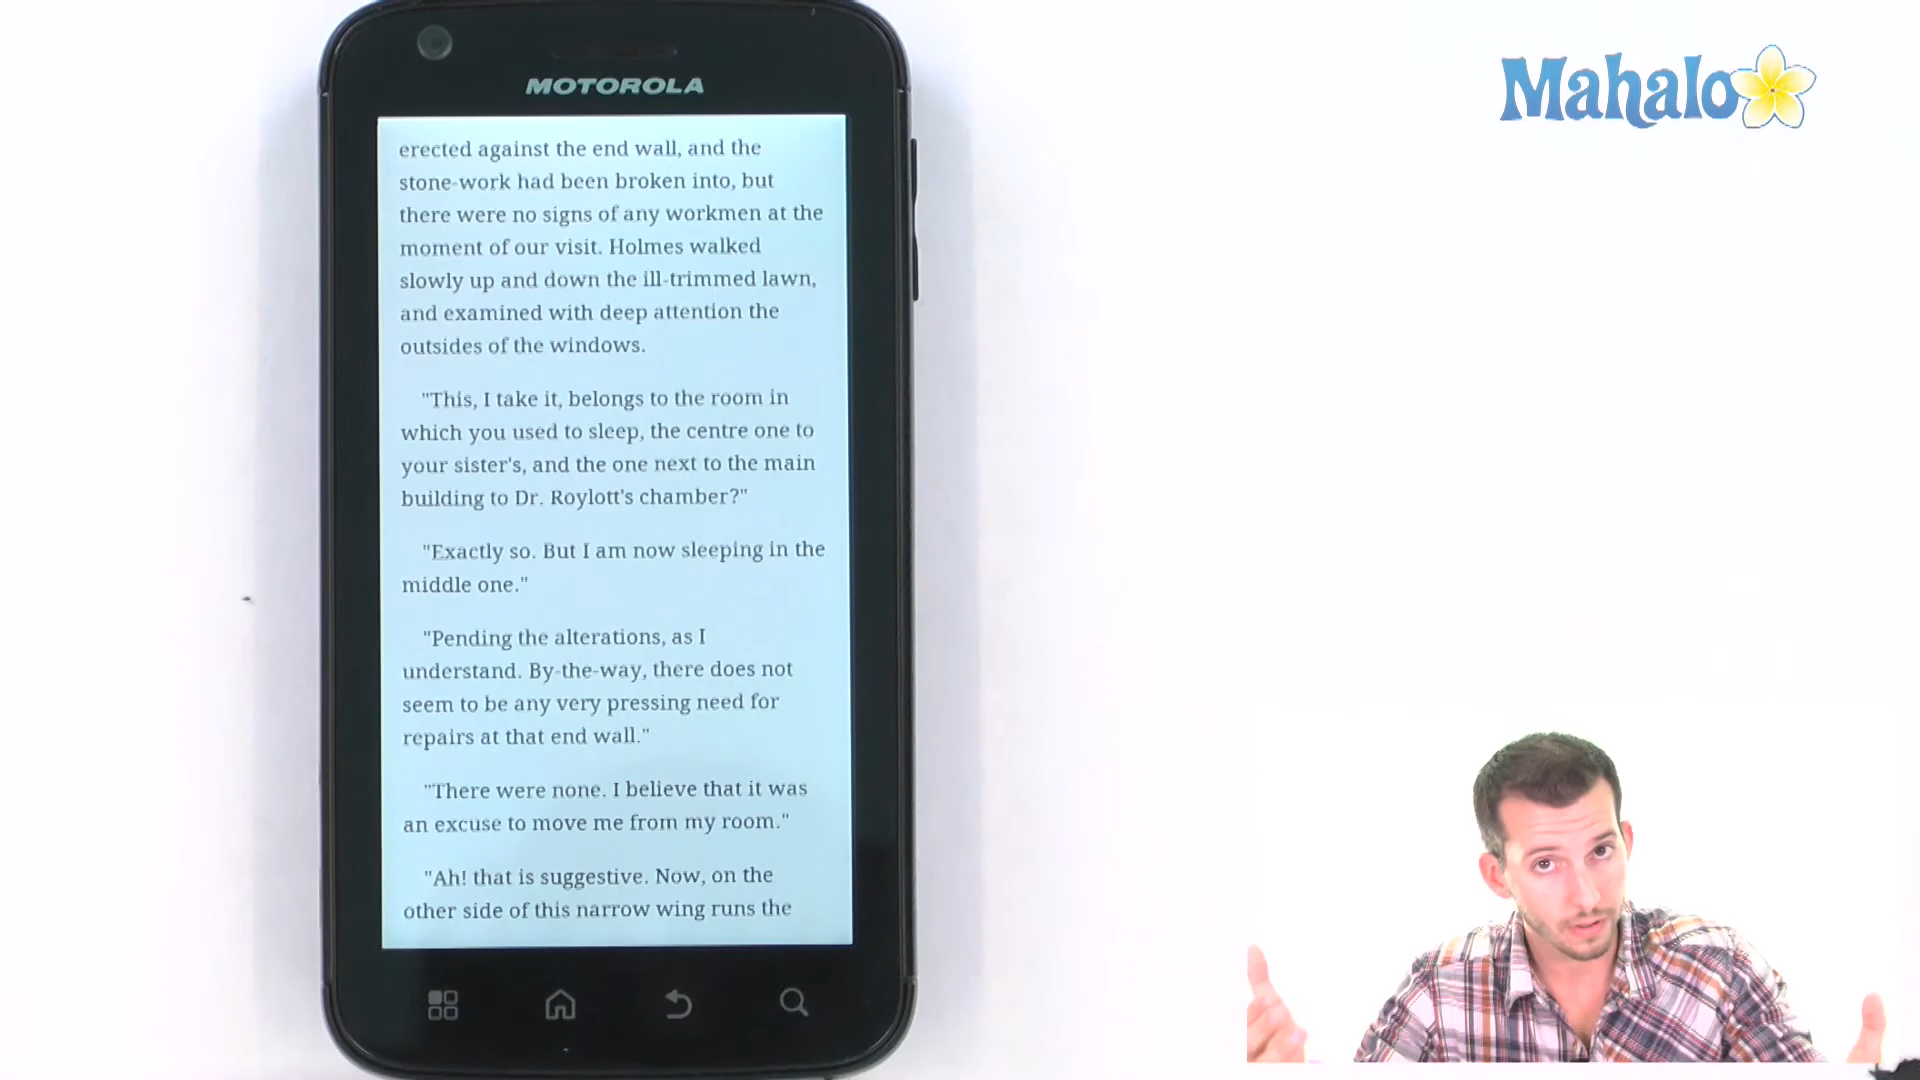 MOTOROLA
Mahalo
erected against the end wall, and the
stone-work had been broken into, but
there were no signs of any workmen at the
moment of our visit. Holmes walked
slowly up and down the ill-trimmed lawn,
and examined with deep attention the
outsides of the windows.
"This, I take it, belongs to the room in
which you used to sleep, the centre one to
your sister's, and the one next to the main
building to Dr. Roylott's chamber?"
"Exactly so. But I am now sleeping in the
middle one."
"Pending the alterations, as I
understand. By-the-way, there does not
seem to be any very pressing need for
repairs at that end wall."
"There were none. I believe that it was
an excuse to move me from my room."
"Ah! that is suggestive. Now, on the
other side of this narrow wing runs the